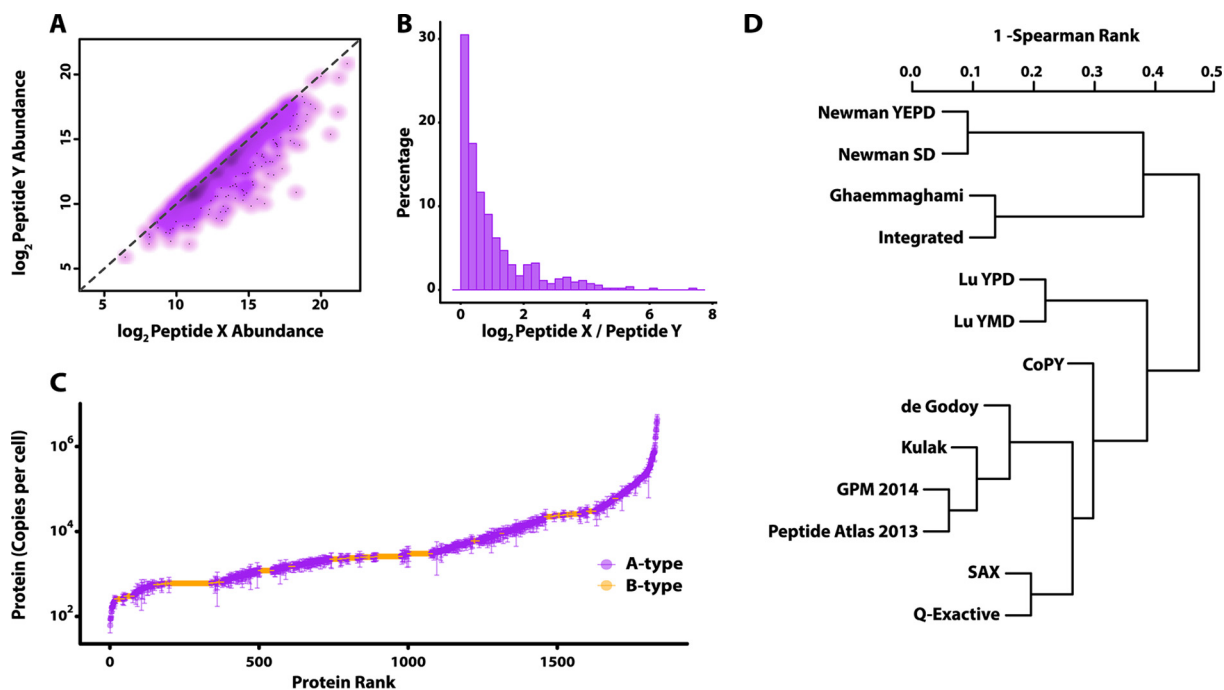 A
log2 Peptide Y Abundance
20
15
10
5
5
10
15
20
log2 Peptide X Abundance
B
Percentage
30
20
10
0
0
2
4
6
8
log2 Peptide X / Peptide Y
C
Protein (Copies per cell)
10^6
10^4
10^2
A-type
B-type
0
500
1000
1500
Protein Rank
D
1 -Spearman Rank
0.0
0.1
0.2
0.3
0.4
0.5
Newman YEPD
Newman SD
Ghaemmaghami
Integrated
Lu YPD
Lu YMD
CoPY
de Godoy
Kulak
GPM 2014
Peptide Atlas 2013
SAX
Q-Exactive